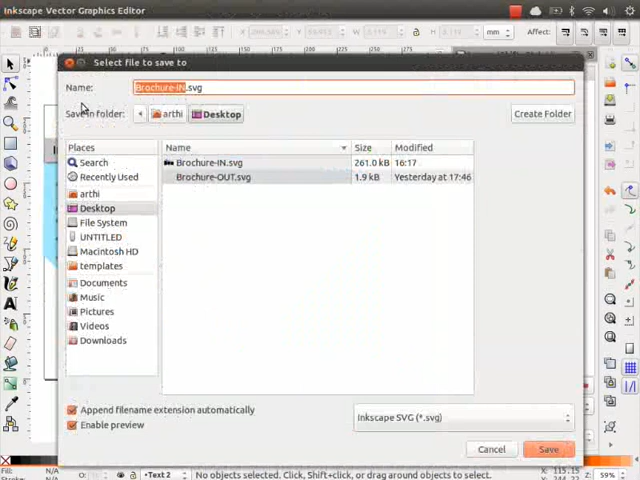 Inkscape Vector Graphics Editor
mm
Affect:
Select file to save to
Name:
Brochure-IN.svg
Save in folder:
arthi
Desktop
Create Folder
Places
Name
Size
Modified
Search
Brochure-IN.svg
261.0 kB
16:17
Recently Used
Brochure-OUT.svg
1.9 kB
Yesterday at 17:46
arthi
Desktop
File System
UNTITLED
Macintosh HD
templates
Documents
Music
Pictures
Videos
Downloads
Append filename extension automatically
Inkscape SVG (*.svg)
Enable preview
Cancel
Save
Fill:
N/A
O:
•Text 2
No objects selected. Click, Shift+click, or drag around objects to select.
Z:
59%